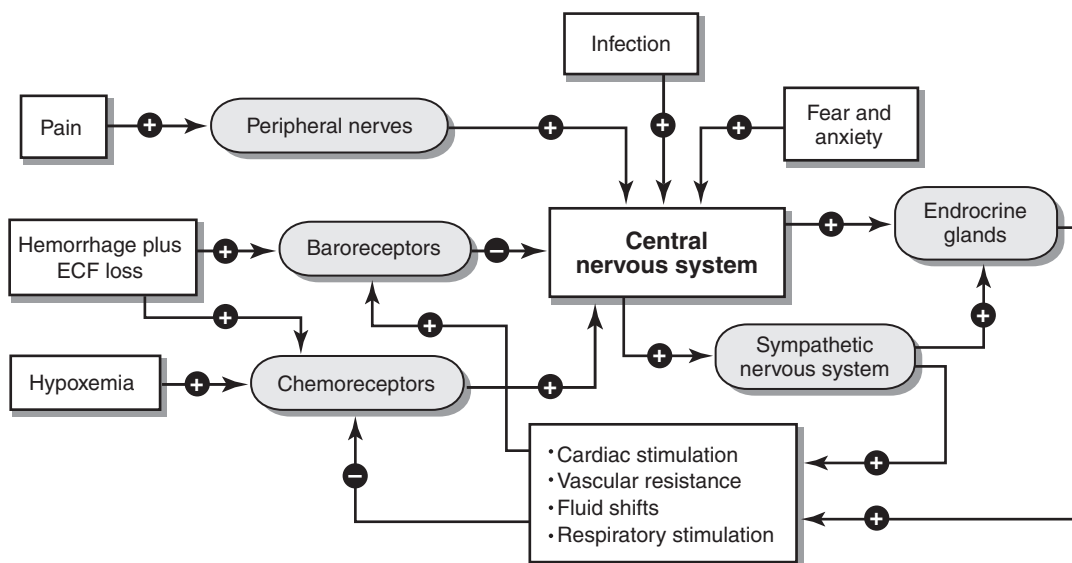 Infection
Pain
+
Peripheral nerves
+
+
+
Fear and
anxiety
Hemorrhage plus
ECF loss
+
Baroreceptors
–
Central
nervous system
+
Endocrine
glands
+
+
+
+
Sympathetic
nervous system
Hypoxemia
+
Chemoreceptors
+
• Cardiac stimulation
• Vascular resistance
• Fluid shifts
• Respiratory stimulation
+
–
+